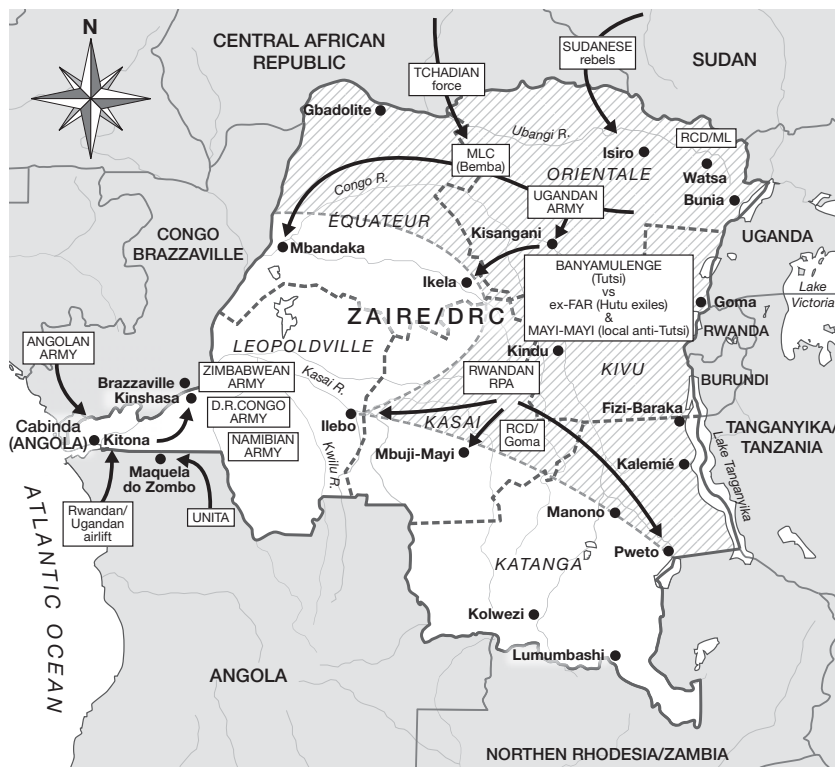 N
CENTRAL AFRICAN
REPUBLIC
TCHADIAN
force
SUDANESE
rebels
SUDAN
Gbadolite
Ubangi R.
RCD/ML
Isiro
MLC
(Bemba)
ORIENTALE
Watsa
Congo R.
UGANDAN
ARMY
Bunia
CONGO
BRAZZAVILLE
ÉQUATEUR
Kisangani
UGANDA
Mbandaka
Ikela
BANYAMULENGE
(Tutsi)
vs
ex-FAR (Hutu exiles)
&
MAYI-MAYI (local anti-Tutsi)
Lake
Victoria
Goma
ZAIRE/DRC
RWANDA
ANGOLAN
ARMY
LEOPOLDVILLE
Kindu
ZIMBABWEAN
ARMY
Kasai R.
RWANDAN
RPA
KIVU
BURUNDI
Brazzaville
Kinshasa
D.R.CONGO
ARMY
Ilebo
KASAI
RCD/
Goma
Fizi-Baraka
Cabinda
(ANGOLA)
Kitona
NAMIBIAN
ARMY
TANGANYIKA/
TANZANIA
Maquela
do Zombo
Kwilu R.
Mbuji-Mayi
Kalemié
Lake Tanganyika
Rwandan/
Ugandan
airlift
UNITA
Manono
ATLANTIC OCEAN
KATANGA
Pweto
Kolwezi
Lumumbashi
ANGOLA
NORTHEN RHODESIA/ZAMBIA